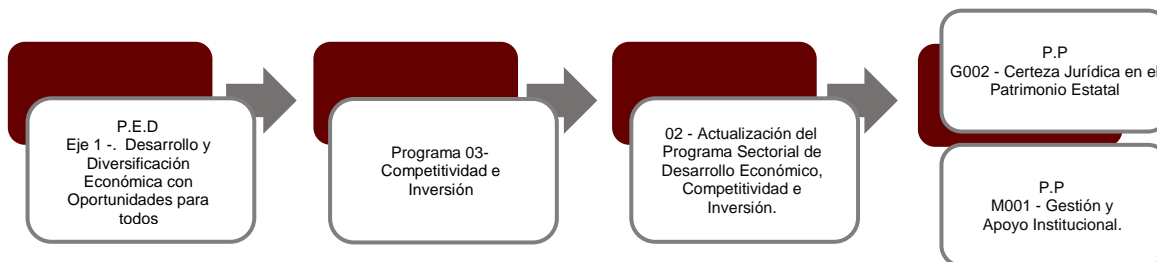 P.E.D
Eje 1 -. Desarrollo y
Diversificación
Económica con
Oportunidades para
todos
Programa 03-
Competitividad e
Inversión
02 - Actualización del
Programa Sectorial de
Desarrollo Económico,
Competitividad e
Inversión.
P.P
G002 - Certeza Jurídica en el
Patrimonio Estatal
P.P
M001 - Gestión y
Apoyo Institucional.